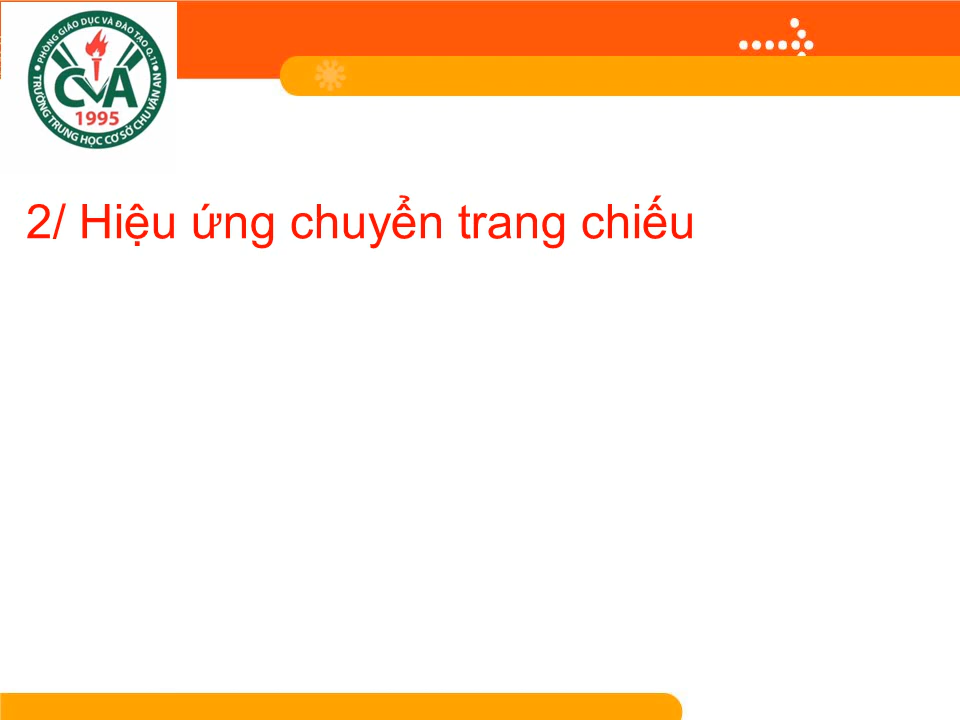 PHÒNG GIÁO DỤC VÀ ĐÀO TẠO Q.11
CVA
1995
TRƯỜNG TRUNG HỌC CƠ SỞ CHU VĂN AN
2/ Hiệu ứng chuyển trang chiếu